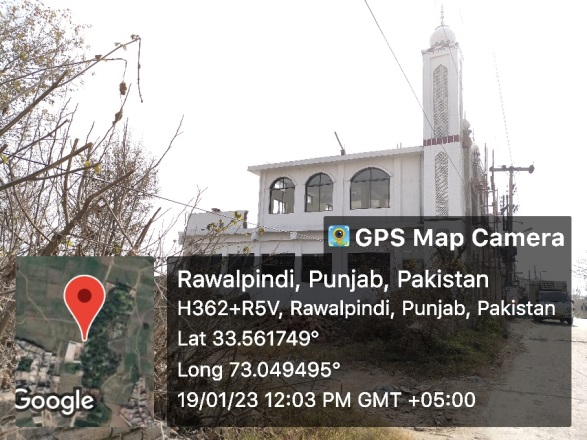 GPS Map Camera
Rawalpindi, Punjab, Pakistan
H362+R5V, Rawalpindi, Punjab, Pakistan
Lat 33.561749°
Long 73.049495°
19/01/23 12:03 PM GMT +05:00
Google